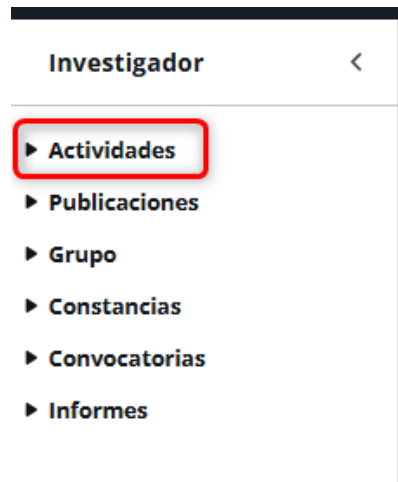 Investigador
Actividades
Publicaciones
Grupo
Constancias
Convocatorias
Informes